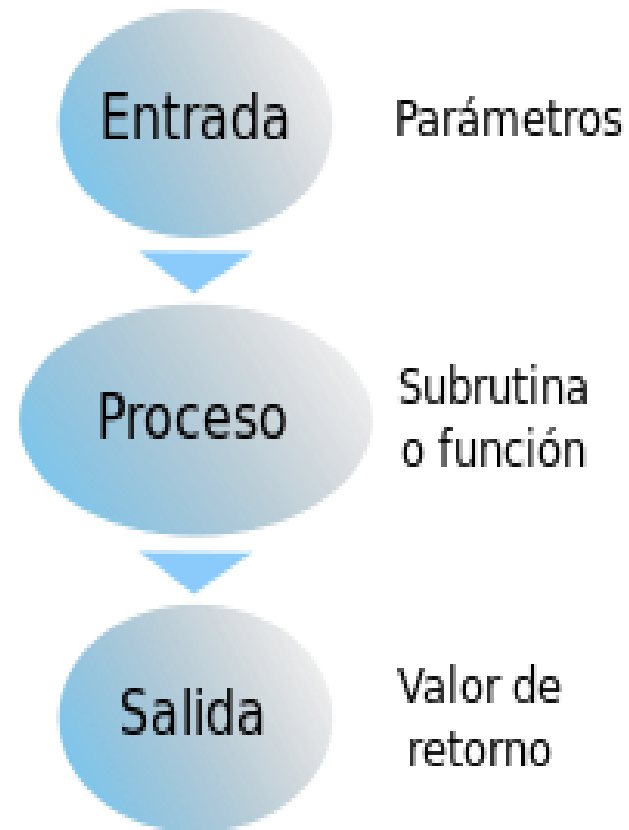 Entrada
Parámetros
Proceso
Subrutina
o función
Salida
Valor de
retorno